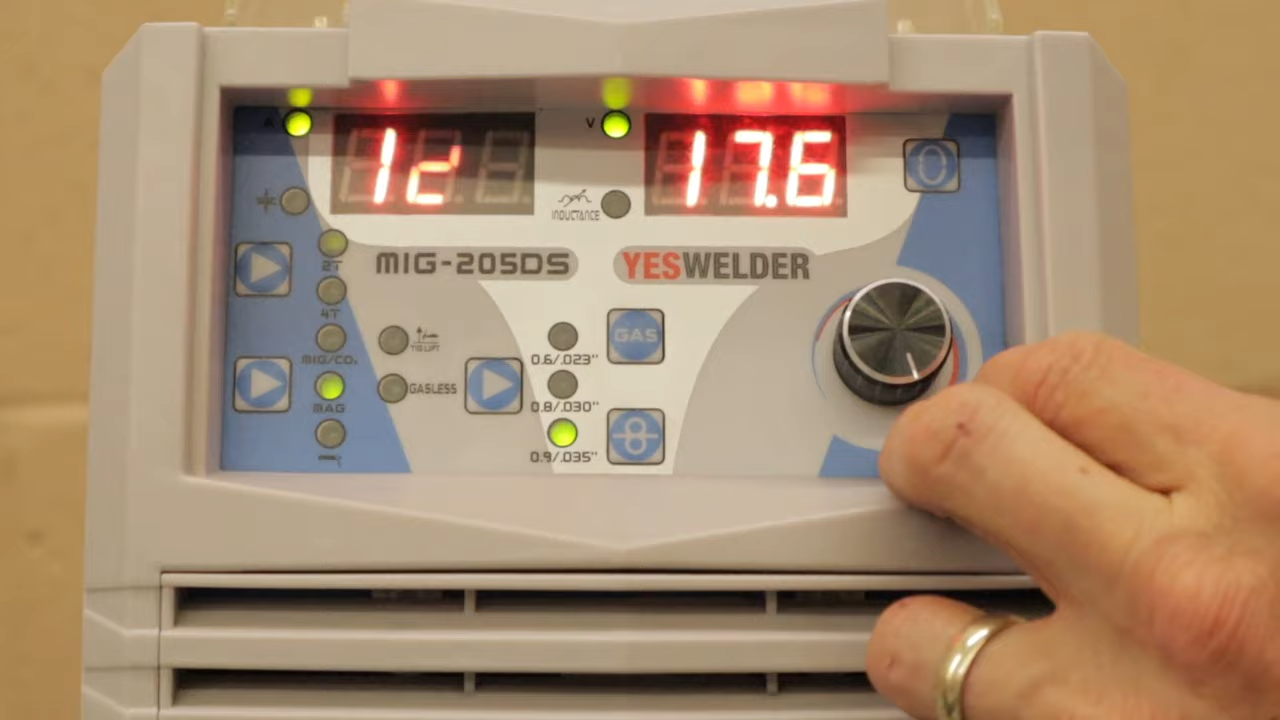 A
12
V
17.6
INDUCTANCE
2T
MIG-205DS
YESWELDER
4T
GAS
MIG/CO₂
TIG LIFT
0.6/.023"
GASLESS
MAG
0.8/.030"
0.9/.035"